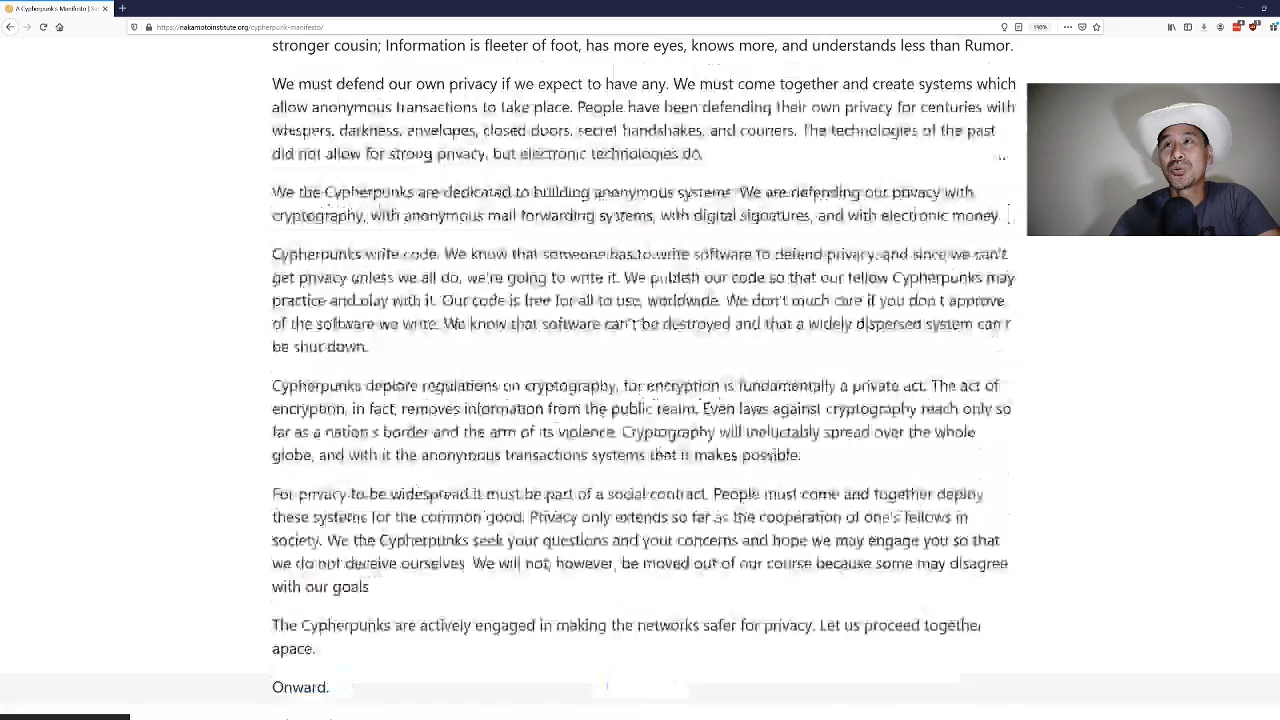 A Cypherpunk's Manifesto | Sat
https://nakamotoinstitute.org/cypherpunk-manifesto/
190%
stronger cousin; Information is fleeter of foot, has more eyes, knows more, and understands less than Rumor.
We must defend our own privacy if we expect to have any. We must come together and create systems which
allow anonymous transactions to take place. People have been defending their own privacy for centuries with
whispers, darkness, envelopes, closed doors, secret handshakes, and couriers. The technologies of the past
did not allow for strong privacy, but electronic technologies do.
We the Cypherpunks are dedicated to building anonymous systems. We are defending our privacy with
cryptography, with anonymous mail forwarding systems, with digital signatures, and with electronic money.
Cypherpunks write code. We know that someone has to write software to defend privacy, and since we can't
get privacy unless we all do, we're going to write it. We publish our code so that our fellow Cypherpunks may
practice and play with it. Our code is free for all to use, worldwide. We don't much care if you don't approve
of the software we write. We know that software can't be destroyed and that a widely dispersed system can't
be shut down.
Cypherpunks deplore regulations on cryptography, for encryption is fundamentally a private act. The act of
encryption, in fact, removes information from the public realm. Even laws against cryptography reach only so
far as a nation's border and the arm of its violence. Cryptography will ineluctably spread over the whole
globe, and with it the anonymous transactions systems that it makes possible.
For privacy to be widespread it must be part of a social contract. People must come and together deploy
these systems for the common good. Privacy only extends so far as the cooperation of one's fellows in
society. We the Cypherpunks seek your questions and your concerns and hope we may engage you so that
we do not deceive ourselves. We will not, however, be moved out of our course because some may disagree
with our goals
The Cypherpunks are actively engaged in making the networks safer for privacy. Let us proceed together
apace.
Onward.